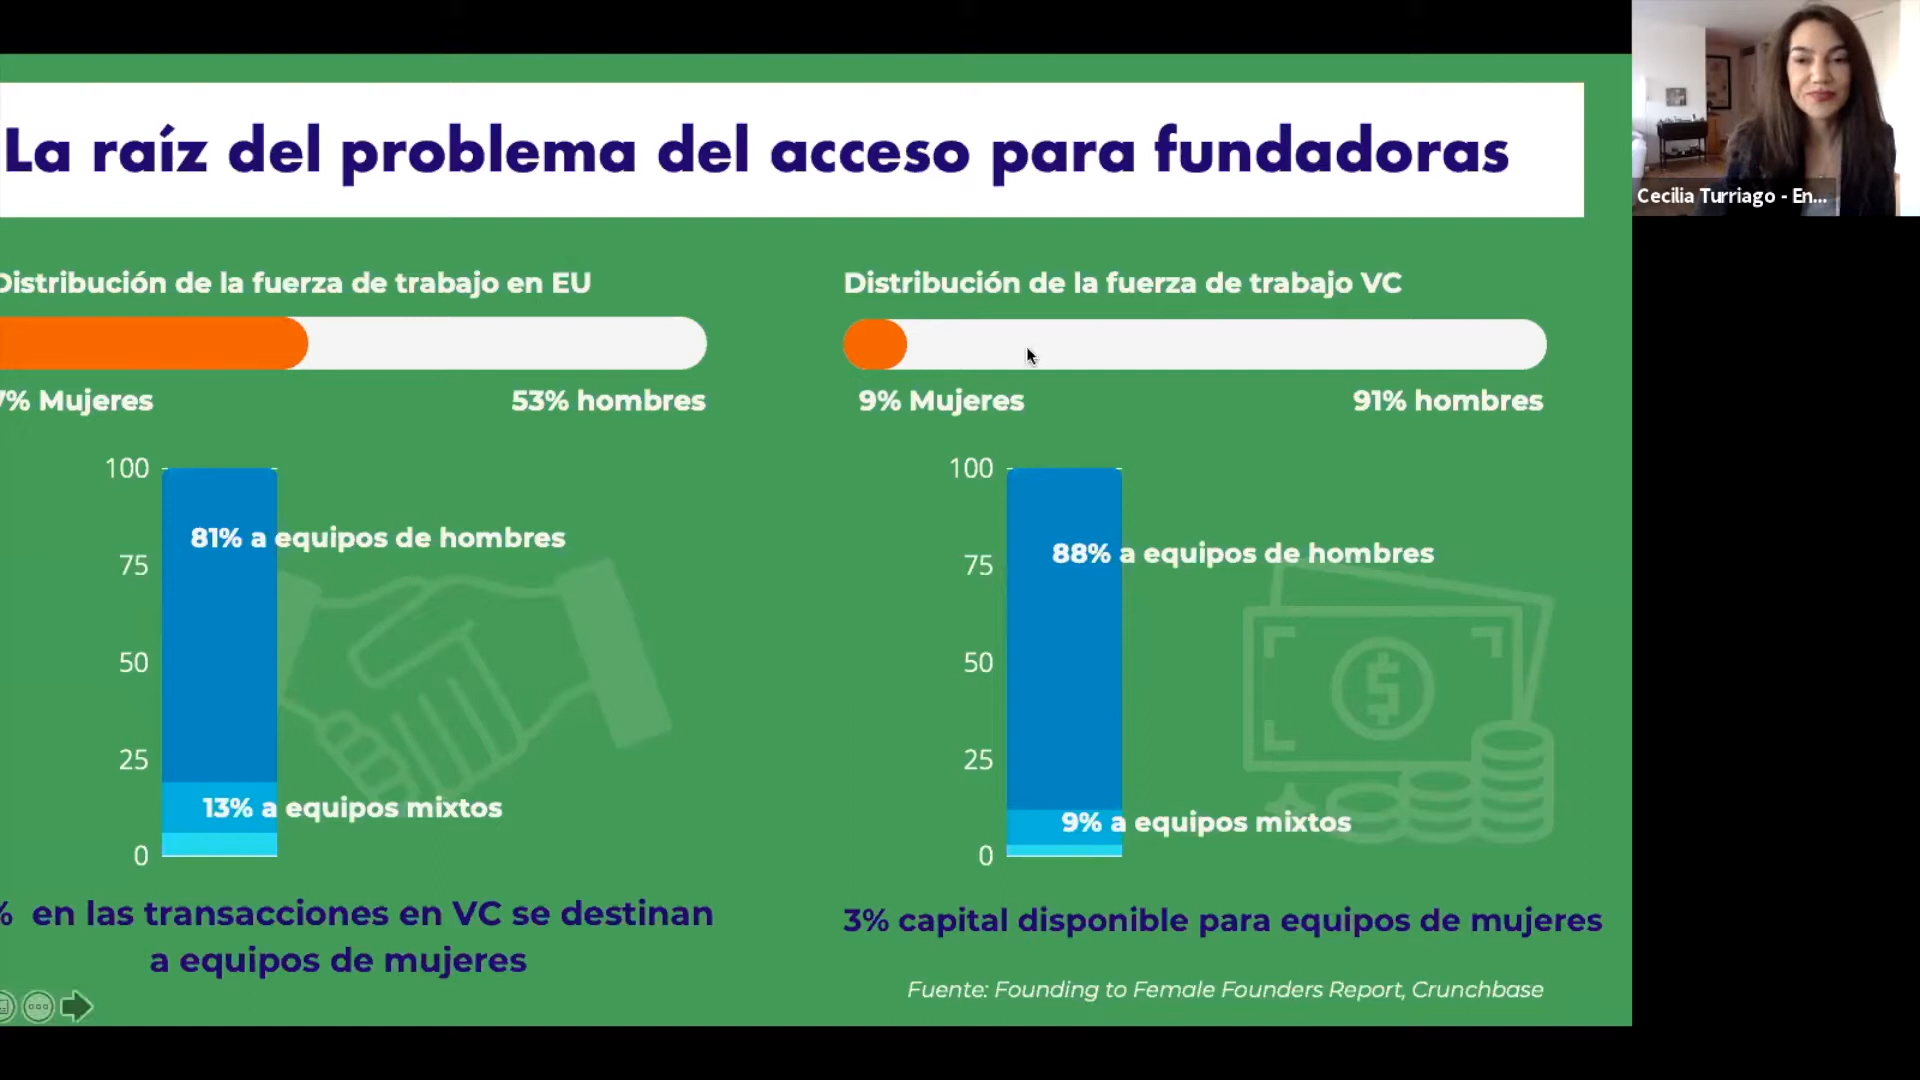 La raíz del problema del acceso para fundadoras
Cecilia Turriago - En...
Distribución de la fuerza de trabajo en EU
7% Mujeres
53% hombres
100
75
50
25
0
81% a equipos de hombres
13% a equipos mixtos
% en las transacciones en VC se destinan
a equipos de mujeres
Distribución de la fuerza de trabajo VC
9% Mujeres
91% hombres
100
75
50
25
0
88% a equipos de hombres
9% a equipos mixtos
3% capital disponible para equipos de mujeres
Fuente: Founding to Female Founders Report, Crunchbase